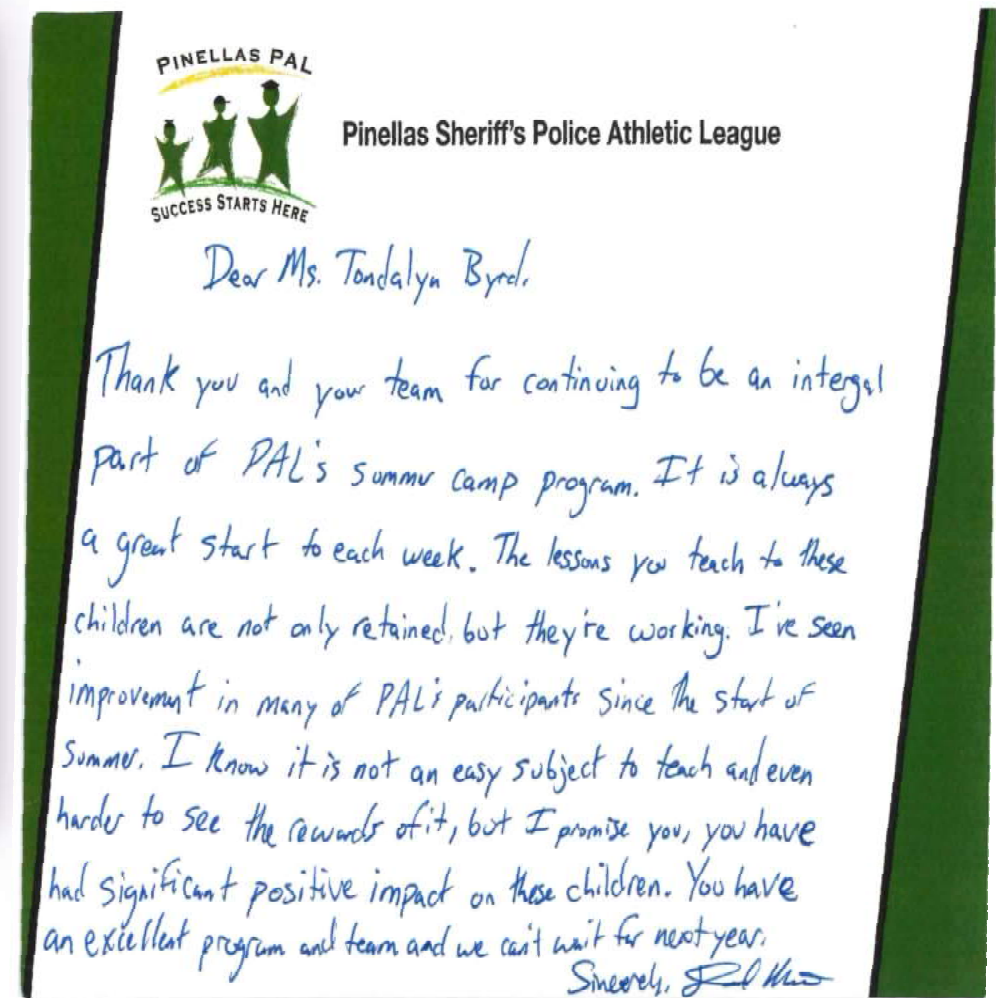 PINELLAS PAL
SUCCESS STARTS HERE
Pinellas Sheriff's Police Athletic League
Dear Ms. Tondalyn Byrd.
Thank you and your team for continuing to be an intergal
part of PAL's summer camp program. It is always
a great start to each week. The lessons you teach to these
children are not only retained, but they're working. I've seen
improvement in many of PAL's participants since the start of
summer. I know it is not an easy subject to teach and even
harder to see the rewards of it, but I promise you, you have
had significant positive impact on these children. You have
an excellent program and team and we can't wait for next year.
Sincerely,